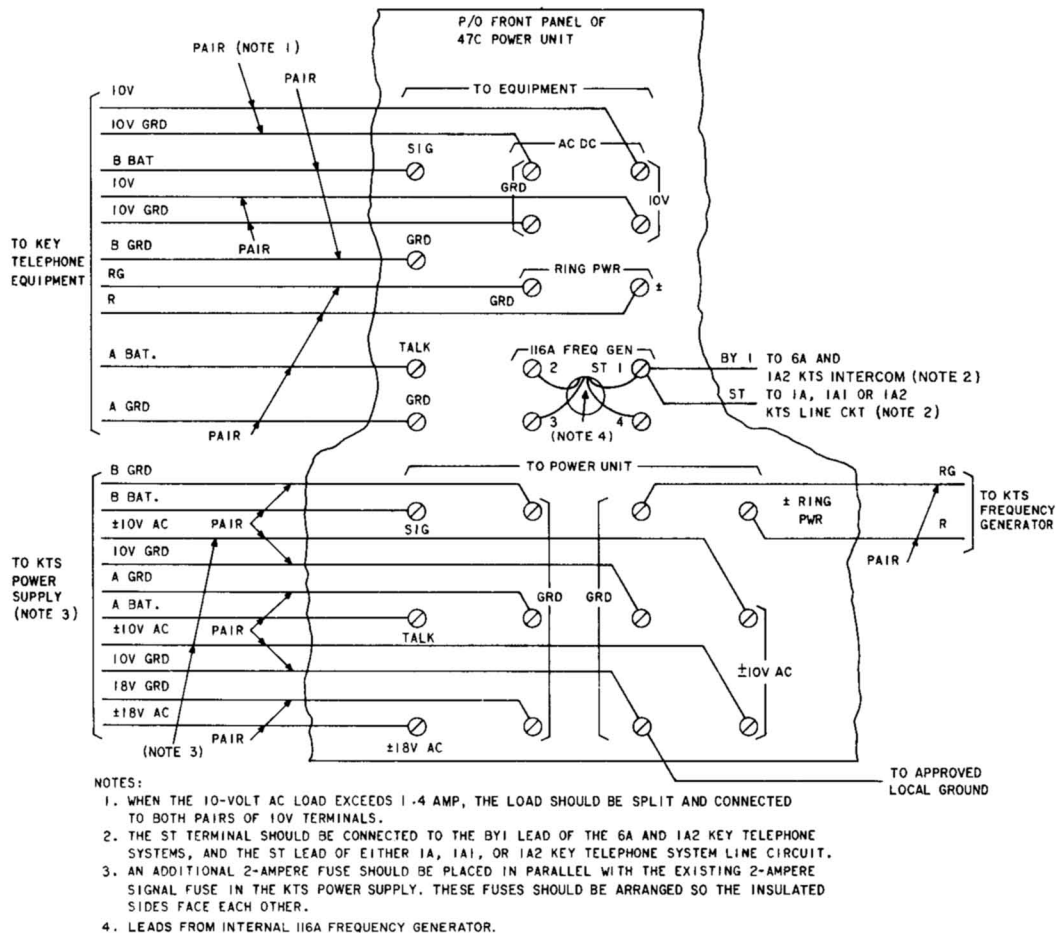 P/O FRONT PANEL OF
47C POWER UNIT
PAIR (NOTE 1)
PAIR
TO EQUIPMENT
10V
10V GRD
AC DC
SIG
B BAT
GRD
10V
10V
10V GRD
PAIR
TO KEY
TELEPHONE
EQUIPMENT
B GRD
GRD
RG
RING PWR
±
R
GRD
A BAT.
TALK
116A FREQ GEN
2
ST 1
BY 1
TO 6A AND
1A2 KTS INTERCOM (NOTE 2)
ST
TO 1A, 1A1 OR 1A2
KTS LINE CKT (NOTE 2)
A GRD
GRD
3
4
(NOTE 4)
PAIR
B GRD
TO POWER UNIT
RG
B BAT.
SIG
± RING
PWR
TO KTS
FREQUENCY
GENERATOR
R
PAIR
±10V AC
PAIR
10V GRD
TO KTS
POWER
SUPPLY
(NOTE 3)
A GRD
GRD
GRD
A BAT.
TALK
±10V AC
PAIR
10V GRD
±10V AC
18V GRD
±18V AC
PAIR
(NOTE 3)
±18V AC
TO APPROVED
LOCAL GROUND
NOTES:
1. WHEN THE 10-VOLT AC LOAD EXCEEDS 1.4 AMP, THE LOAD SHOULD BE SPLIT AND CONNECTED
TO BOTH PAIRS OF 10V TERMINALS.
2. THE ST TERMINAL SHOULD BE CONNECTED TO THE BY1 LEAD OF THE 6A AND 1A2 KEY TELEPHONE
SYSTEMS, AND THE ST LEAD OF EITHER 1A, 1A1, OR 1A2 KEY TELEPHONE SYSTEM LINE CIRCUIT.
3. AN ADDITIONAL 2-AMPERE FUSE SHOULD BE PLACED IN PARALLEL WITH THE EXISTING 2-AMPERE
SIGNAL FUSE IN THE KTS POWER SUPPLY. THESE FUSES SHOULD BE ARRANGED SO THE INSULATED
SIDES FACE EACH OTHER.
4. LEADS FROM INTERNAL 116A FREQUENCY GENERATOR.